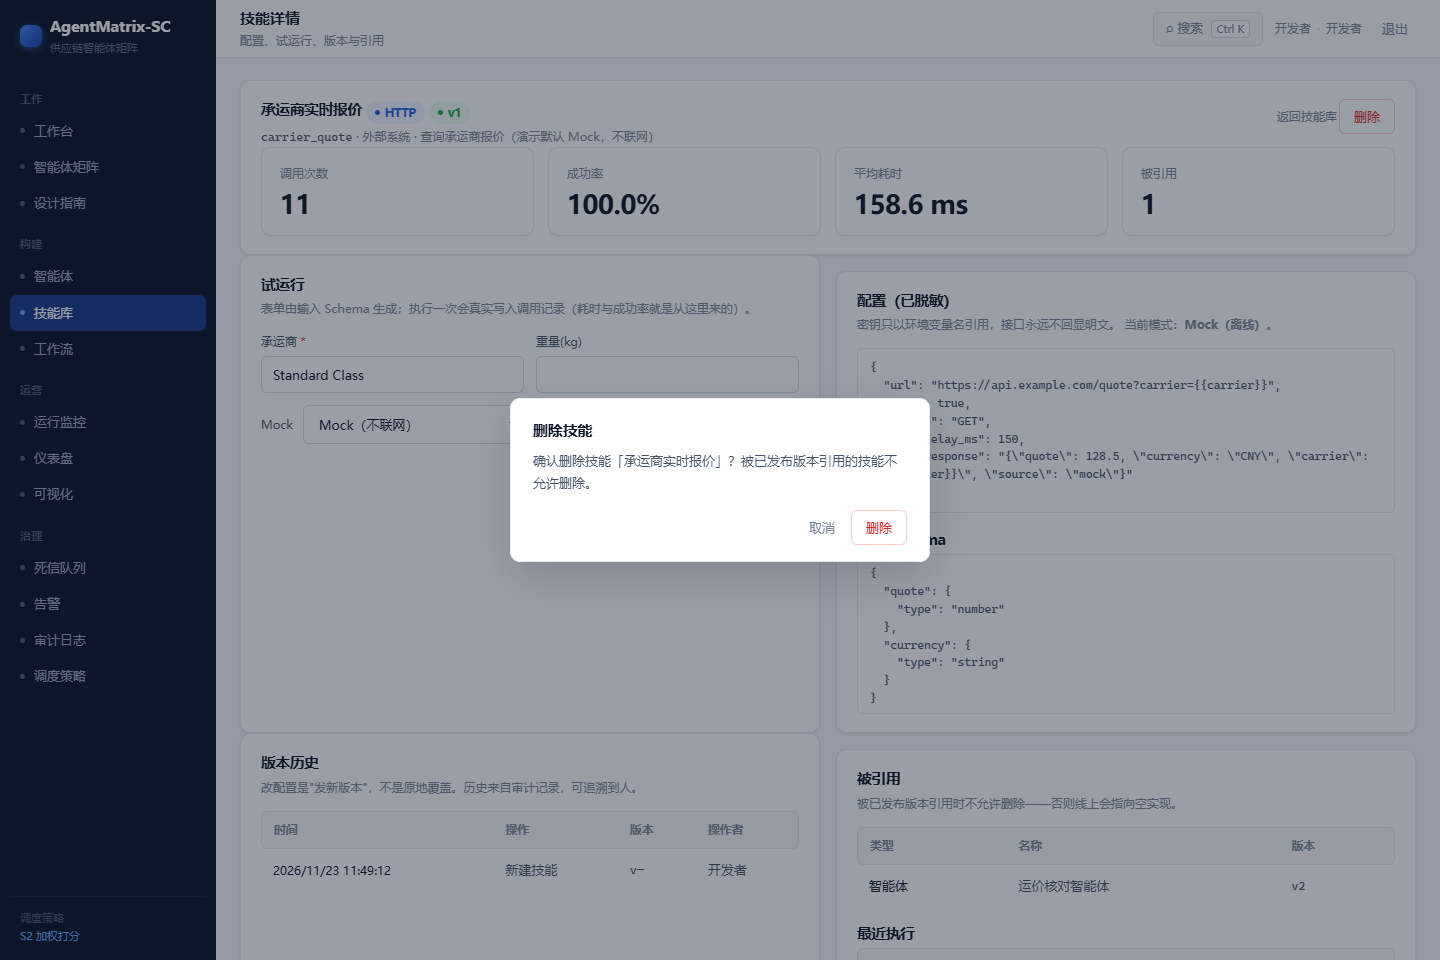 AgentMatrix-SC
供应链智能体矩阵
工作
工作台
智能体矩阵
设计指南
构建
智能体
技能库
工作流
运营
运行监控
仪表盘
可视化
治理
死信队列
告警
审计日志
调度策略
调度策略
S2 加权打分
技能详情
配置、试运行、版本与引用
搜索 Ctrl K
开发者 · 开发者
退出
承运商实时报价 HTTP v1
carrier_quote · 外部系统 · 查询承运商报价（演示默认 Mock，不联网）
返回技能库 删除
调用次数
11
成功率
100.0%
平均耗时
158.6 ms
被引用
1
试运行
表单由输入 Schema 生成；执行一次会真实写入调用记录（耗时与成功率就是从这里来的）。
承运商 *
重量(kg)
Standard Class
Mock Mock（不联网）
配置（已脱敏）
密钥只以环境变量名引用，接口永远不回显明文。 当前模式：Mock（离线）。
{
"url": "https://api.example.com/quote?carrier={{carrier}}",
true,
": "GET",
elay_ms": 150,
response": "{\"quote\": 128.5, \"currency\": \"CNY\", \"carrier\":
er}}\", \"source\": \"mock\"}"
ma
{
"quote": {
"type": "number"
},
"currency": {
"type": "string"
}
}
删除技能
确认删除技能「承运商实时报价」？被已发布版本引用的技能不
允许删除。
取消 删除
版本历史
改配置是"发新版本"，不是原地覆盖。历史来自审计记录，可追溯到人。
时间 操作 版本 操作者
2026/11/23 11:49:12 新建技能 v— 开发者
被引用
被已发布版本引用时不允许删除——否则线上会指向空实现。
类型 名称 版本
智能体 运价核对智能体 v2
最近执行